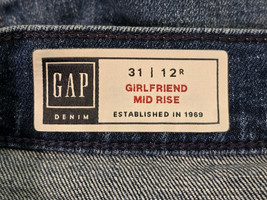 GAP
DENIM
31 | 12R
GIRLFRIEND
MID RISE
ESTABLISHED IN 1969